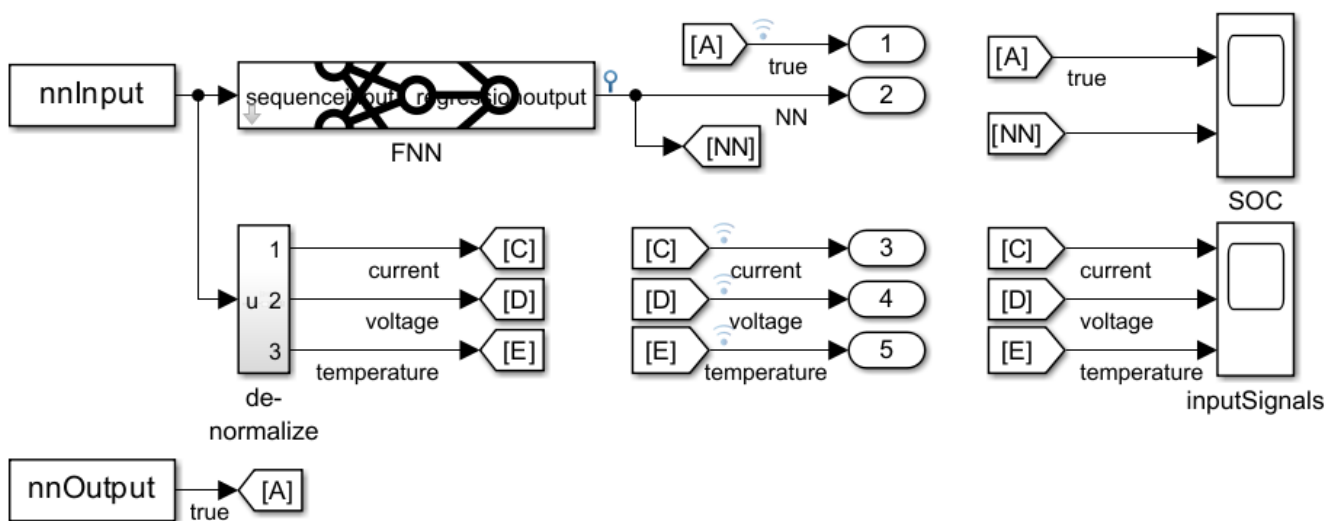 [A]
true
1
[A]
true
nnInput
sequenceinput
regressionoutput
NN
2
[NN]
[NN]
FNN
SOC
u
1
current
[C]
[C]
current
3
[C]
current
2
voltage
[D]
[D]
voltage
4
[D]
voltage
3
temperature
[E]
[E]
temperature
5
[E]
temperature
de-
normalize
inputSignals
nnOutput
true
[A]